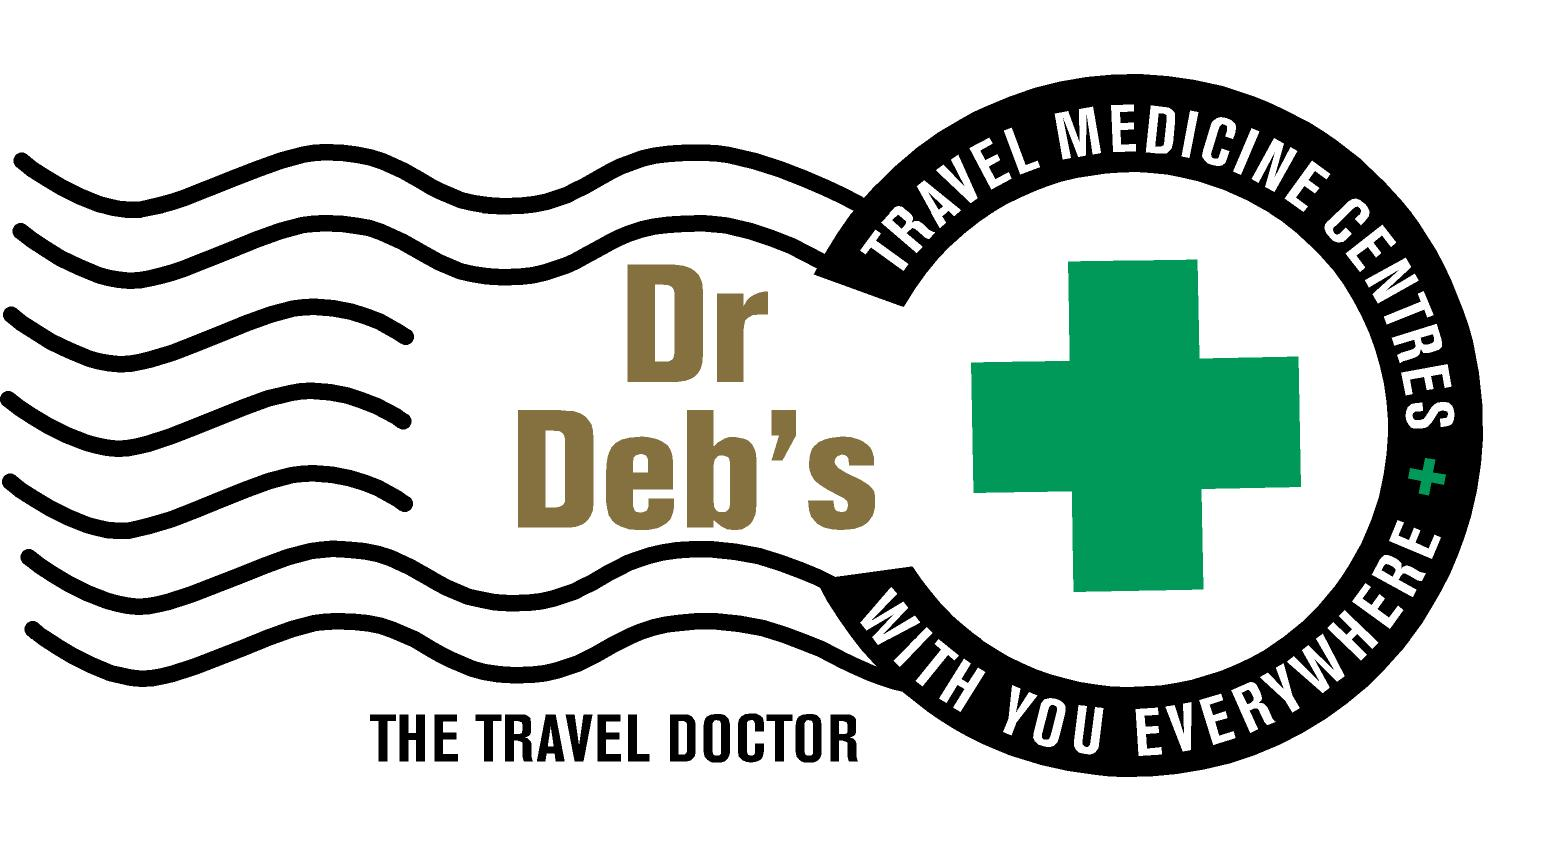 TRAVEL MEDICINE CENTRES +
WITH YOU EVERYWHERE
Dr
Deb’s
THE TRAVEL DOCTOR